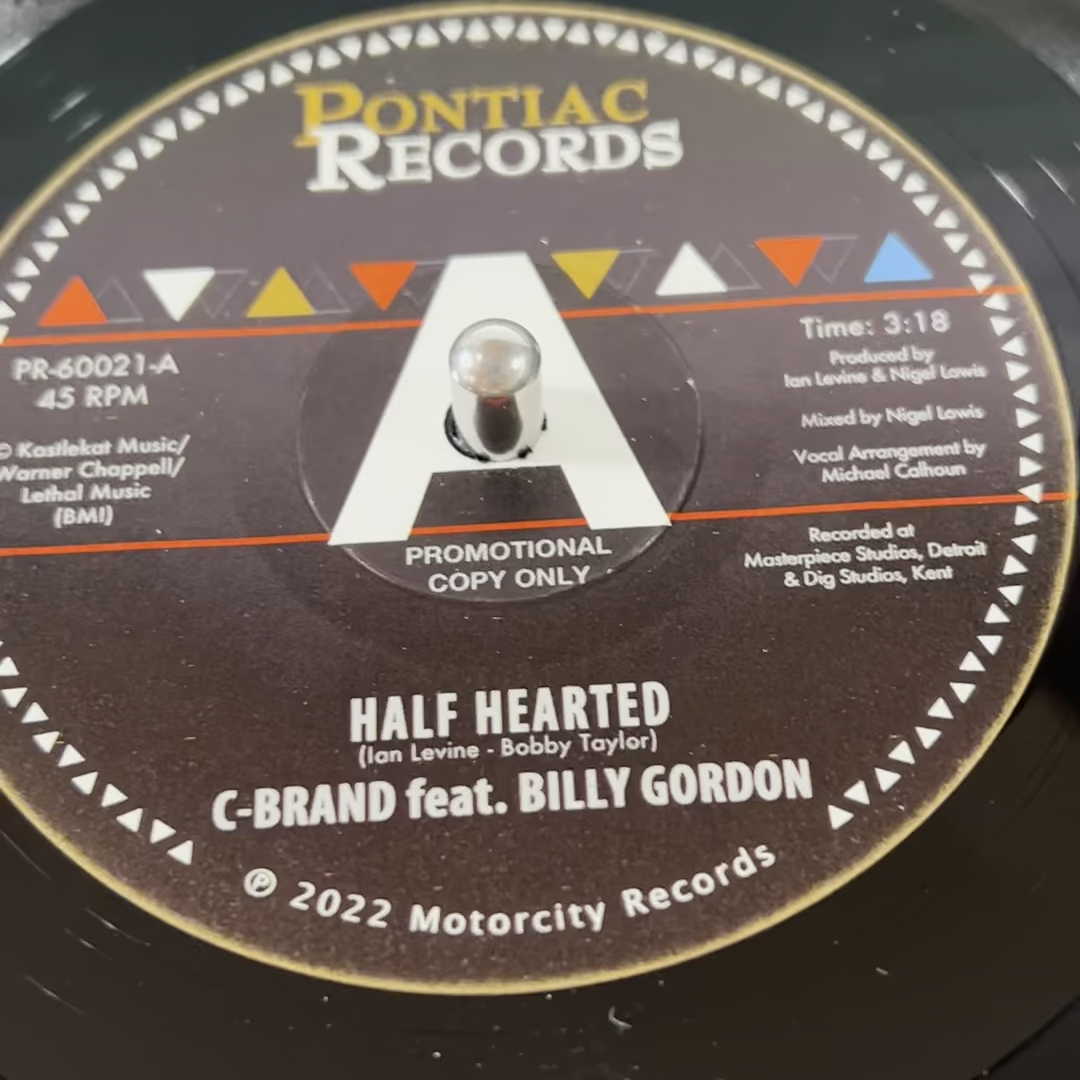 PONTIAC
RECORDS
A
PR-60021-A
45 RPM
© Kastlekat Music/
Warner Chappell/
Lethal Music
(BMI)
Time: 3:18
Produced by
Ian Levine & Nigel Lowis
Mixed by Nigel Lowis
Vocal Arrangement by
Michael Calhoun
Recorded at
Masterpiece Studios, Detroit
& Dig Studios, Kent
PROMOTIONAL
COPY ONLY
HALF HEARTED
(Ian Levine - Bobby Taylor)
C-BRAND feat. BILLY GORDON
℗ 2022 Motorcity Records